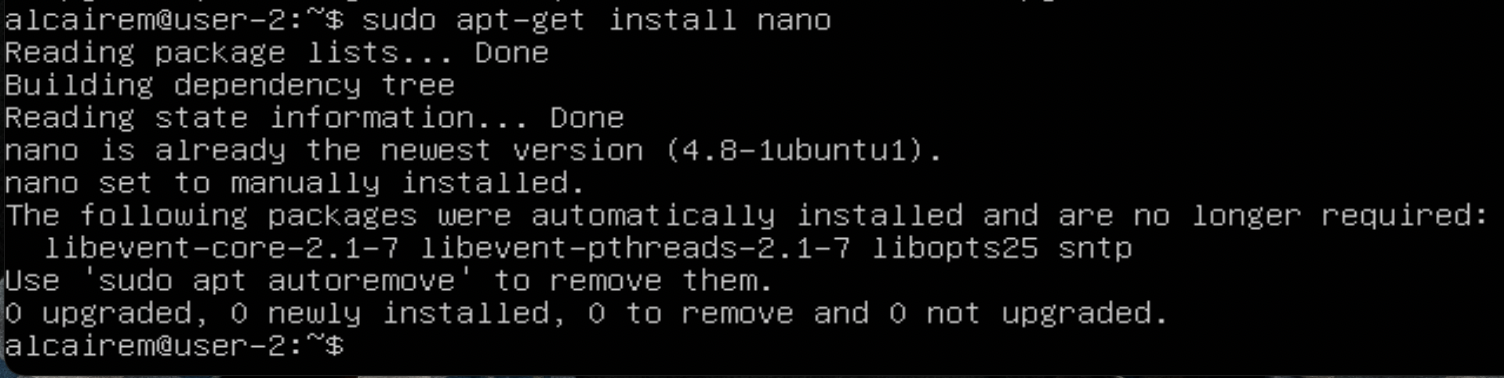 alcairem@user-2:~$ sudo apt-get install nano
Reading package lists... Done
Building dependency tree
Reading state information... Done
nano is already the newest version (4.8-1ubuntu1).
nano set to manually installed.
The following packages were automatically installed and are no longer required:
  libevent-core-2.1-7 libevent-pthreads-2.1-7 libopts25 sntp
Use 'sudo apt autoremove' to remove them.
0 upgraded, 0 newly installed, 0 to remove and 0 not upgraded.
alcairem@user-2:~$